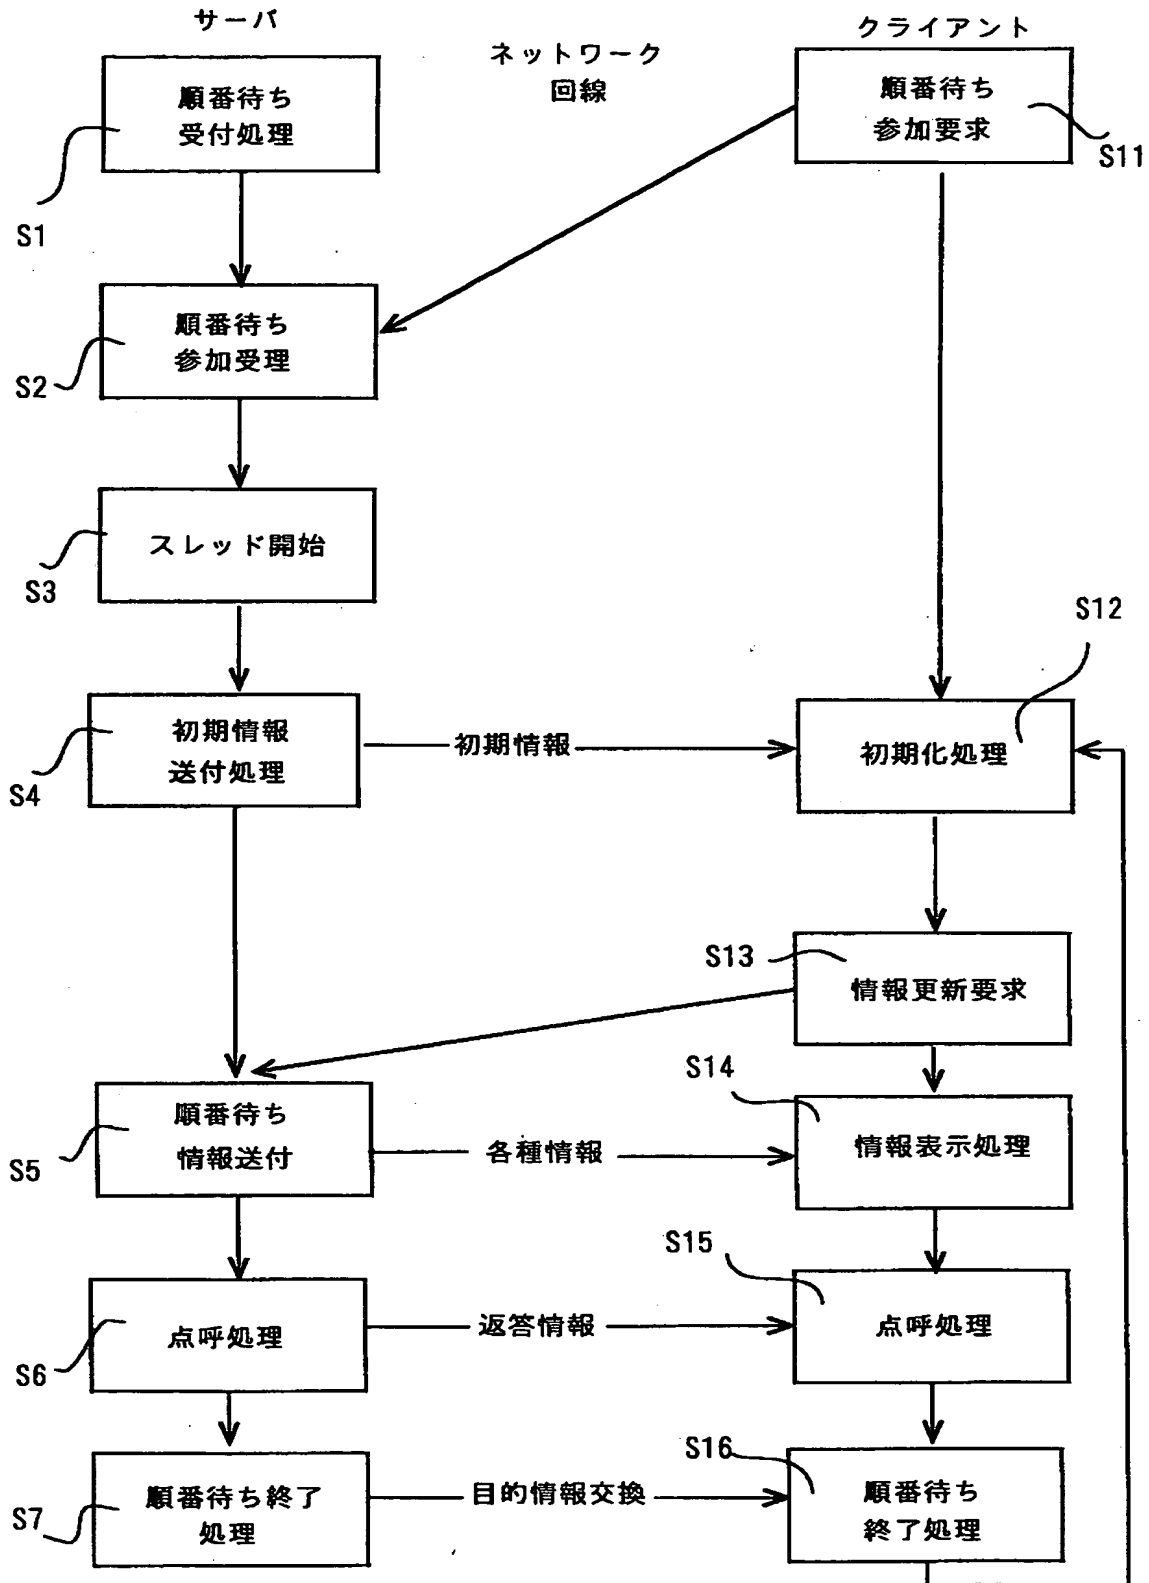 サーバ
ネットワーク
回線
クライアント
順番待ち
受付処理
S1
順番待ち
参加要求
S11
順番待ち
参加受理
S2
スレッド開始
S3
S12
初期情報
送付処理
S4
初期情報
初期化処理
S13
情報更新要求
S14
順番待ち
情報送付
S5
各種情報
情報表示処理
S15
点呼処理
S6
返答情報
点呼処理
S16
順番待ち終了
処理
S7
目的情報交換
順番待ち
終了処理